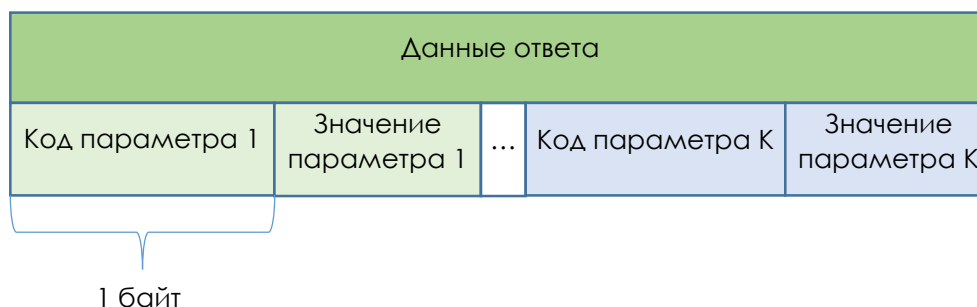 Данные ответа
Код параметра 1
Значение
параметра 1
...
Код параметра K
Значение
параметра K
1 байт